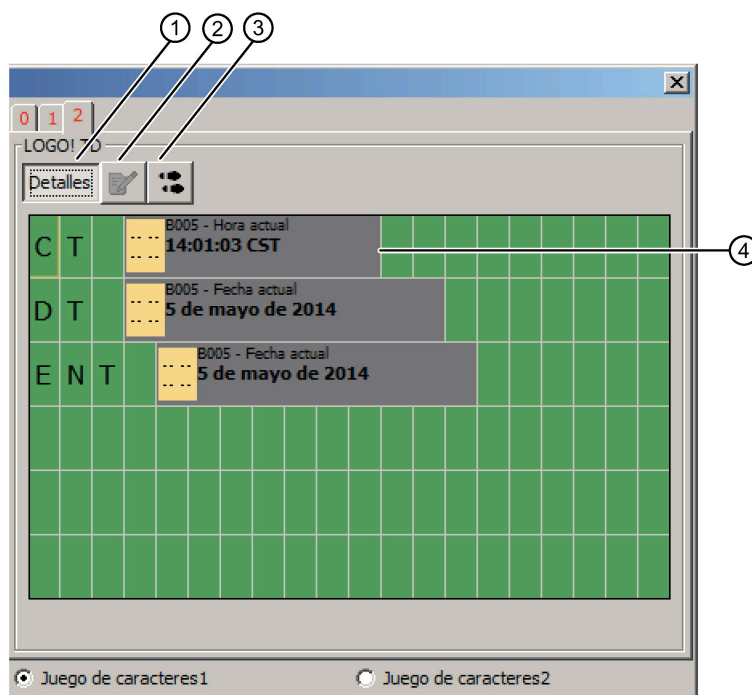 1 2 3
0 1 2
LOGO! TD
Detalles
B005 - Hora actual
C T 14:01:03 CST
4
B005 - Fecha actual
D T 5 de mayo de 2014
B005 - Fecha actual
E N T 5 de mayo de 2014
Juego de caracteres1 Juego de caracteres2